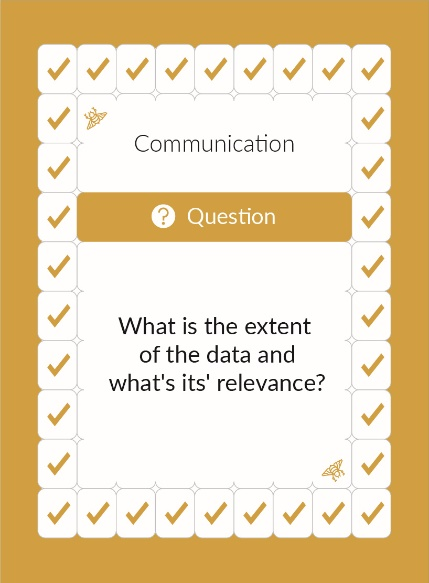 Communication
? Question
What is the extent
of the data and
what's its' relevance?